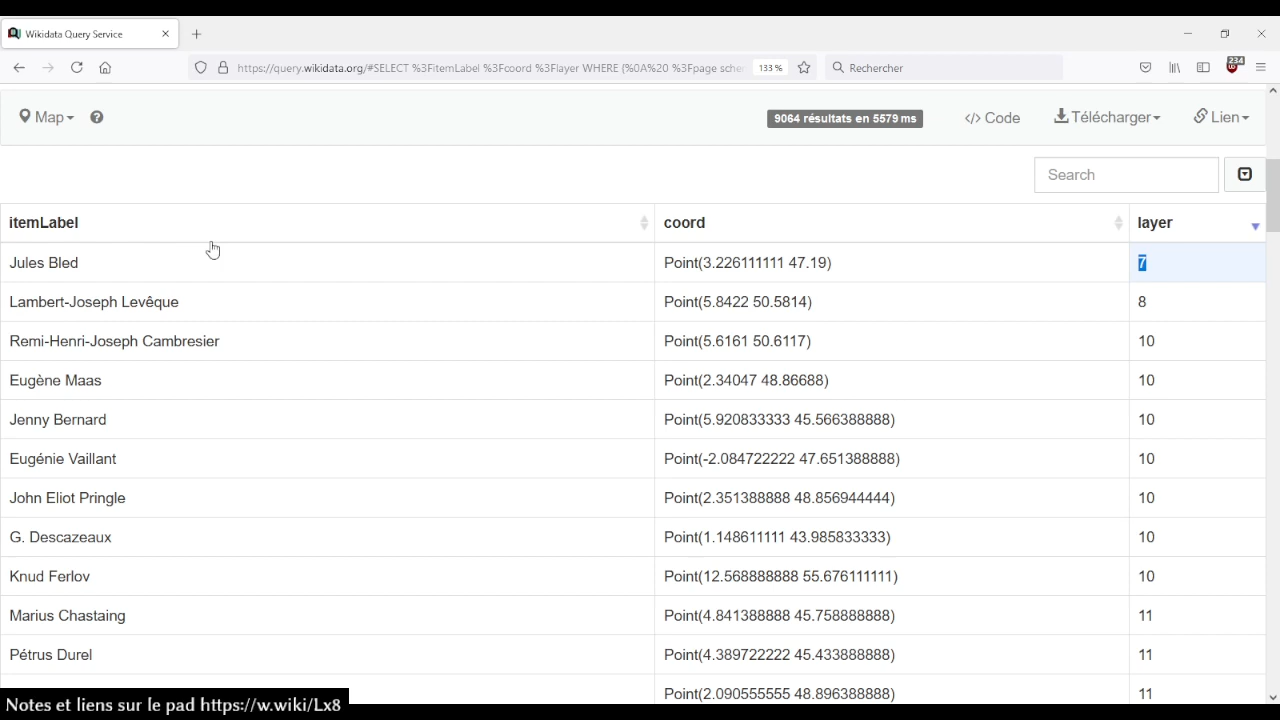 Wikidata Query Service
https://query.wikidata.org/#SELECT %3FitemLabel %3Fcoord %3Flayer WHERE {%0A%20 %3Fpage sche
133 %
Rechercher
234
Map
9064 résultats en 5579 ms
</> Code
Télécharger
Lien
Search
itemLabel coord layer
Jules Bled Point(3.226111111 47.19) 7
Lambert-Joseph Levêque Point(5.8422 50.5814) 8
Remi-Henri-Joseph Cambresier Point(5.6161 50.6117) 10
Eugène Maas Point(2.34047 48.86688) 10
Jenny Bernard Point(5.920833333 45.566388888) 10
Eugénie Vaillant Point(-2.084722222 47.651388888) 10
John Eliot Pringle Point(2.351388888 48.856944444) 10
G. Descazeaux Point(1.148611111 43.985833333) 10
Knud Ferlov Point(12.568888888 55.676111111) 10
Marius Chastaing Point(4.841388888 45.758888888) 11
Pétrus Durel Point(4.389722222 45.433888888) 11
Point(2.090555555 48.896388888) 11
Notes et liens sur le pad https://w.wiki/Lx8